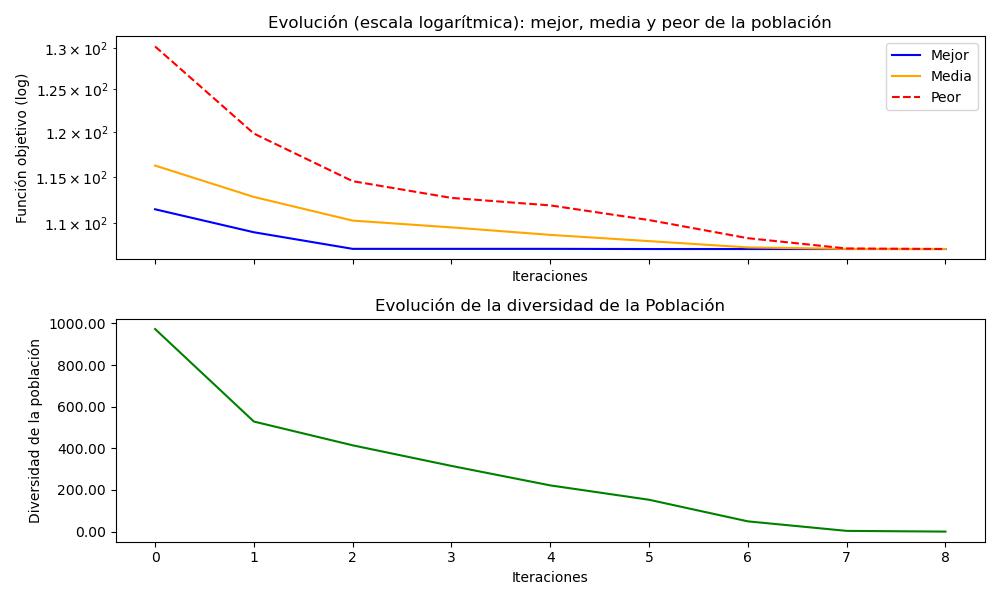 Evolución (escala logarítmica): mejor, media y peor de la población
Función objetivo (log)
1.3 × 10²
1.25 × 10²
1.2 × 10²
1.15 × 10²
1.1 × 10²
Mejor
Media
Peor
Iteraciones
Evolución de la diversidad de la Población
Diversidad de la población
1000.00
800.00
600.00
400.00
200.00
0.00
0 1 2 3 4 5 6 7 8
Iteraciones